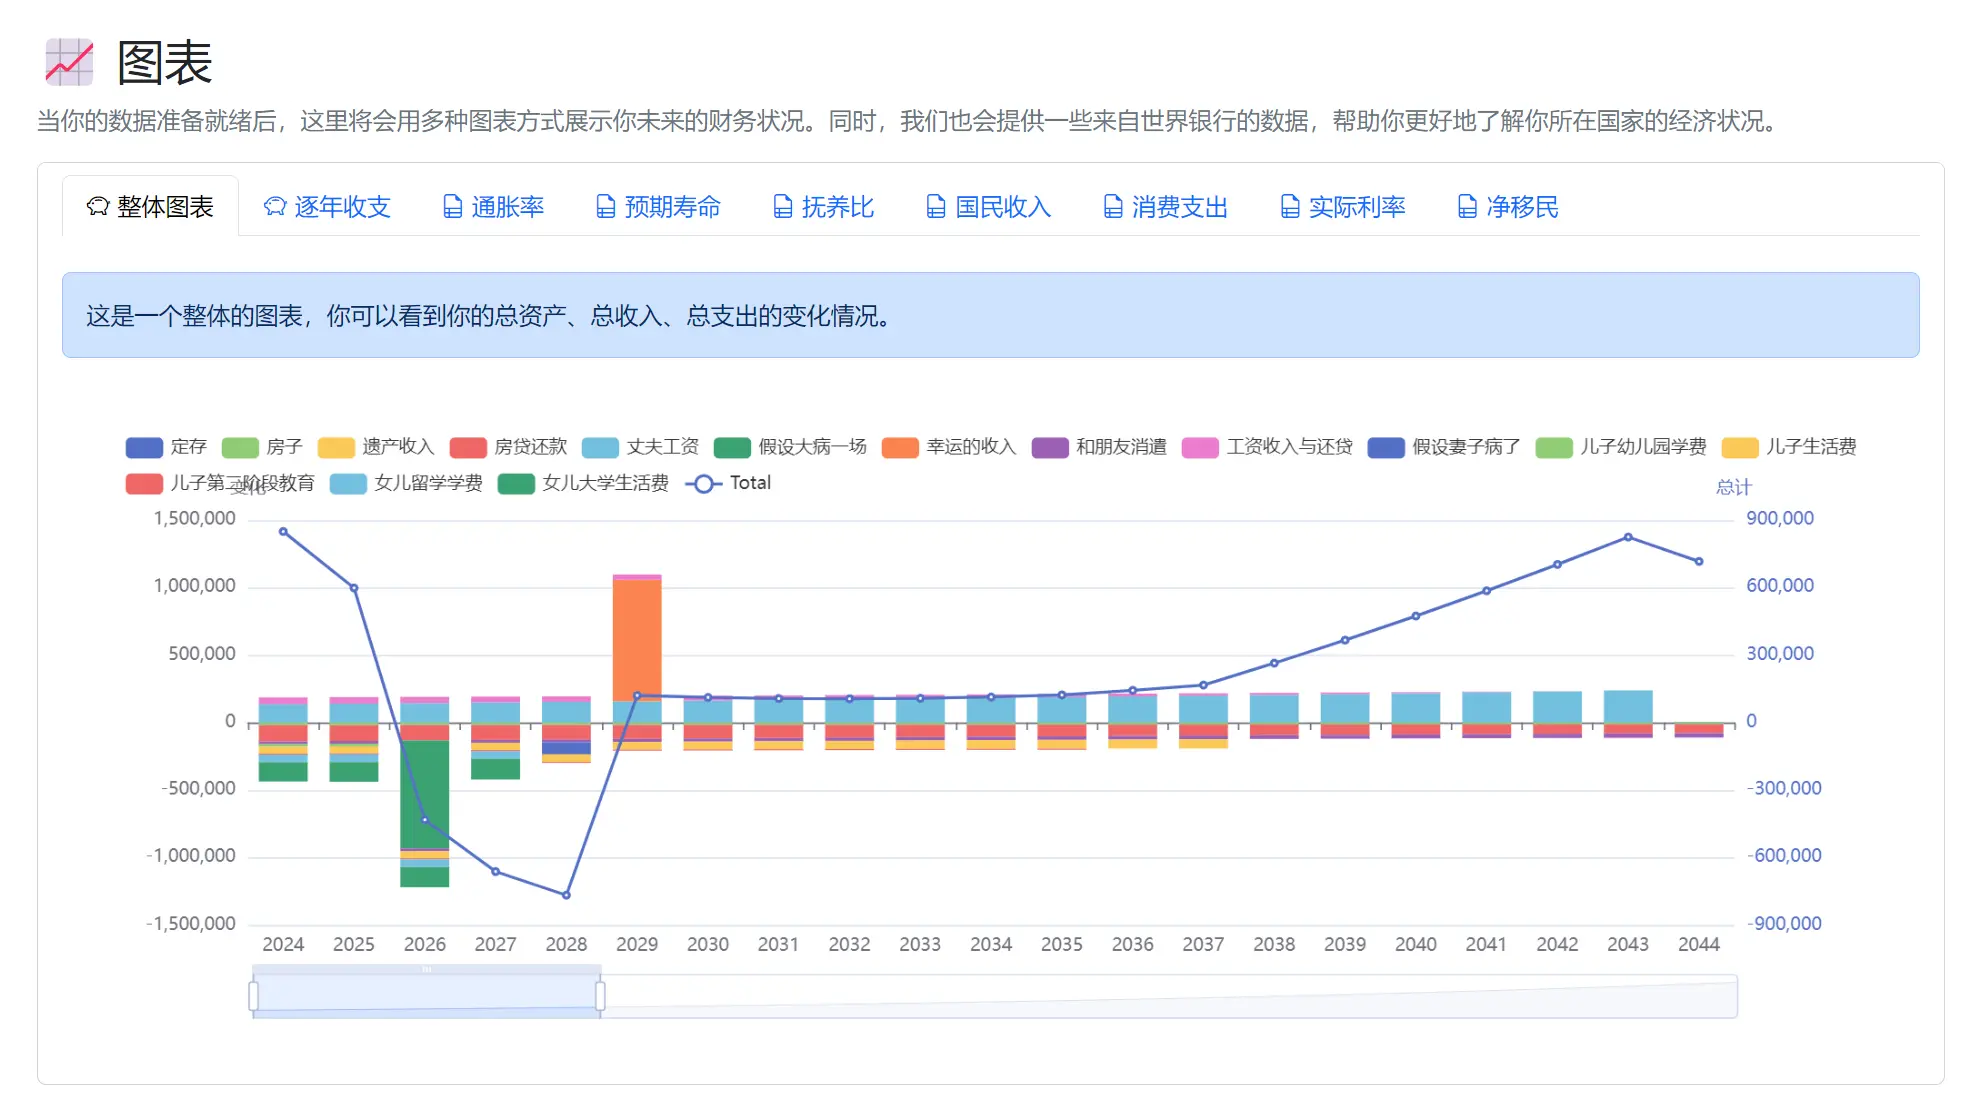 图表
当你的数据准备就绪后，这里将会用多种图表方式展示你未来的财务状况。同时，我们也会提供一些来自世界银行的数据，帮助你更好地了解你所在国家的经济状况。
整体图表 逐年收支 通胀率 预期寿命 抚养比 国民收入 消费支出 实际利率 净移民
这是一个整体的图表，你可以看到你的总资产、总收入、总支出的变化情况。
定存 房子 遗产收入 房贷还款 丈夫工资 假设大病一场 幸运的收入 和朋友消遣 工资收入与还贷 假设妻子病了 儿子幼儿园学费 儿子生活费
儿子第三阶段教育 女儿留学学费 女儿大学生活费 Total
变化 总计
1,500,000 900,000
1,000,000 600,000
500,000 300,000
0 0
-500,000 -300,000
-1,000,000 -600,000
-1,500,000 -900,000
2024 2025 2026 2027 2028 2029 2030 2031 2032 2033 2034 2035 2036 2037 2038 2039 2040 2041 2042 2043 2044